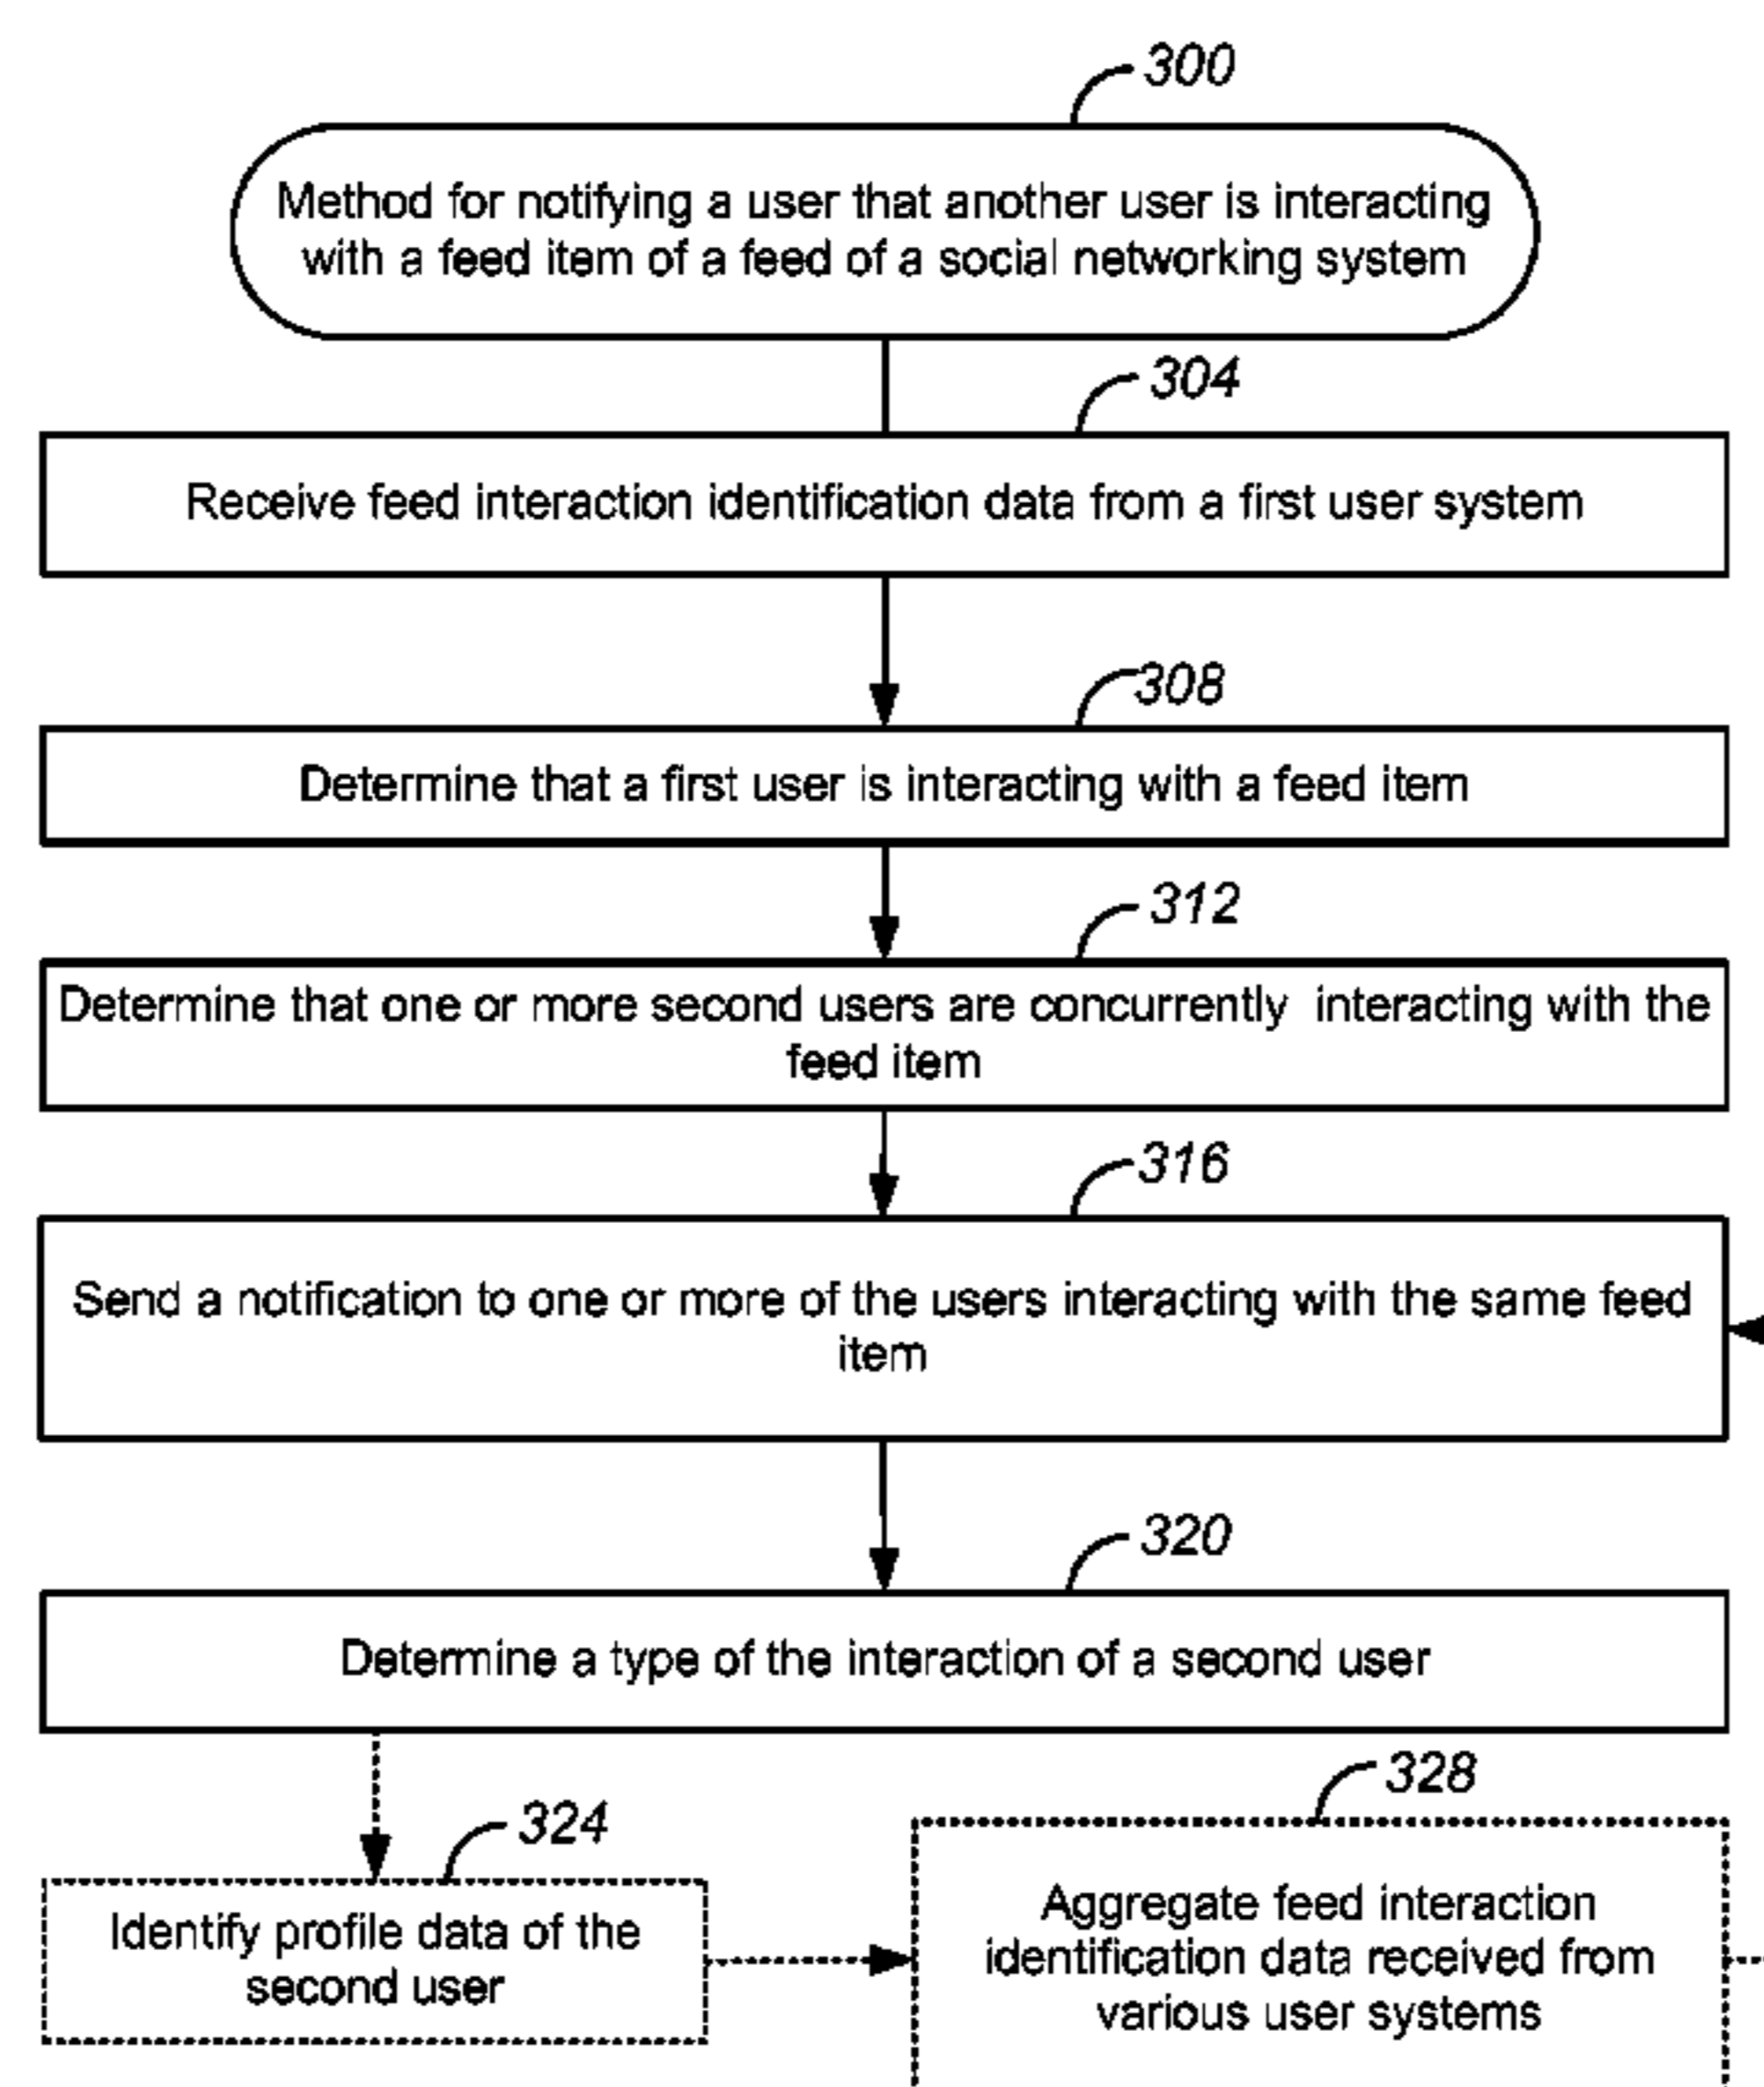 300
Method for notifying a user that another user is interacting
with a feed item of a feed of a social networking system
304
Receive feed interaction identification data from a first user system
308
Determine that a first user is interacting with a feed item
312
Determine that one or more second users are concurrently interacting with the
feed item
316
Send a notification to one or more of the users interacting with the same feed
item
320
Determine a type of the interaction of a second user
324
Identify profile data of the
second user
328
Aggregate feed interaction
identification data received from
various user systems